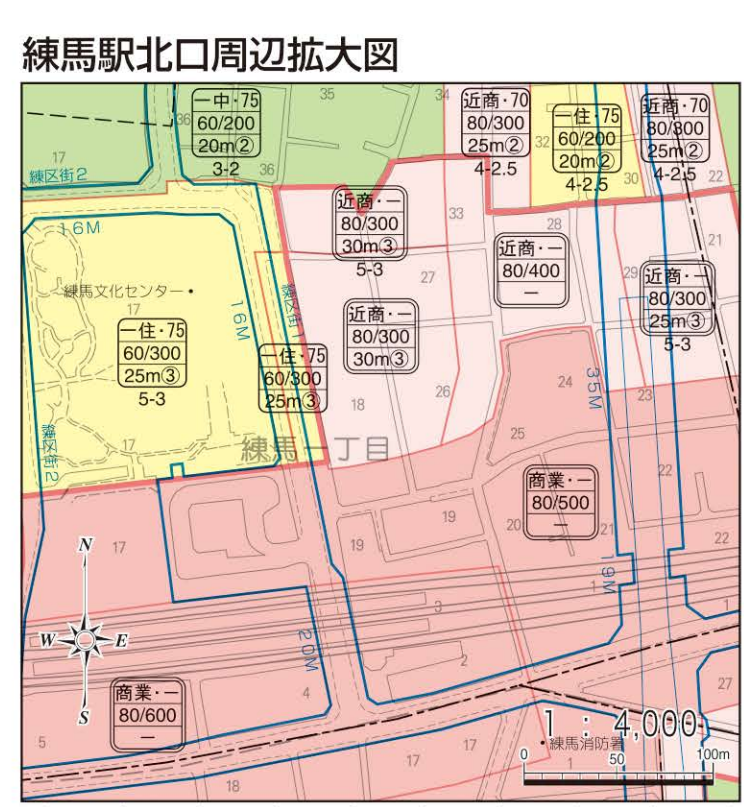 練馬駅北口周辺拡大図
一中・75
60/200
20m②
3-2
近商・70
80/300
25m②
4-2.5
一住・75
60/200
20m②
4-2.5
近商・70
80/300
25m②
4-2.5
35
34
36
36
17
32
30
22
練区街2
16M
近商・一
80/300
30m③
5-3
33
28
近商・一
80/400
一
27
29
21
近商・一
80/300
25m③
5-3
練馬文化センター・
17
16M
練区街1
近商・一
80/300
30m③
一住・75
60/300
25m③
5-3
一住・75
60/300
25m③
18
26
24
35M
23
17
練区街2
練馬一丁目
25
22
商業・一
80/500
一
17
19
19
20
21
22
N
W
E
S
19M
1
1
3
20M
2
商業・一
80/600
一
4
5
27
1 : 4,000
・練馬消防署
17
17
18
1
0
50
100m